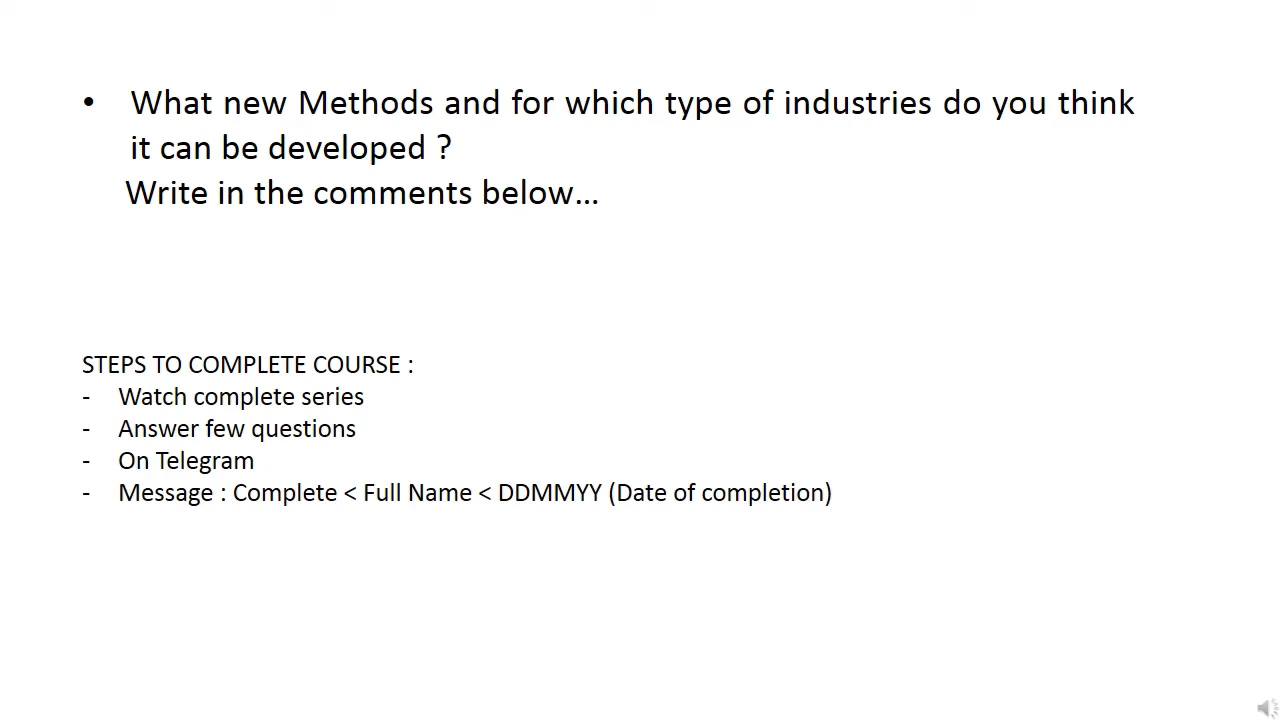 • What new Methods and for which type of industries do you think
it can be developed ?
Write in the comments below...
STEPS TO COMPLETE COURSE :
- Watch complete series
- Answer few questions
- On Telegram
- Message : Complete < Full Name < DDMMYY (Date of completion)